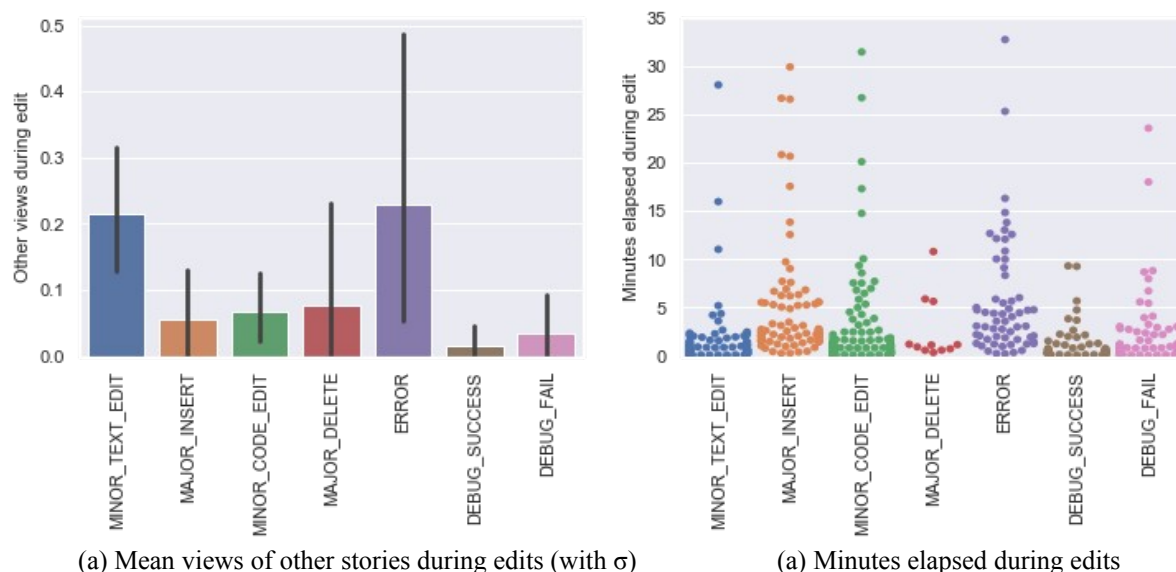 0.5
0.4
0.3
0.2
0.1
0.0
Other views during edit
MINOR_TEXT_EDIT
MAJOR_INSERT
MINOR_CODE_EDIT
MAJOR_DELETE
ERROR
DEBUG_SUCCESS
DEBUG_FAIL
(a) Mean views of other stories during edits (with σ)
35
30
25
20
15
10
5
0
Minutes elapsed during edit
MINOR_TEXT_EDIT
MAJOR_INSERT
MINOR_CODE_EDIT
MAJOR_DELETE
ERROR
DEBUG_SUCCESS
DEBUG_FAIL
(a) Minutes elapsed during edits